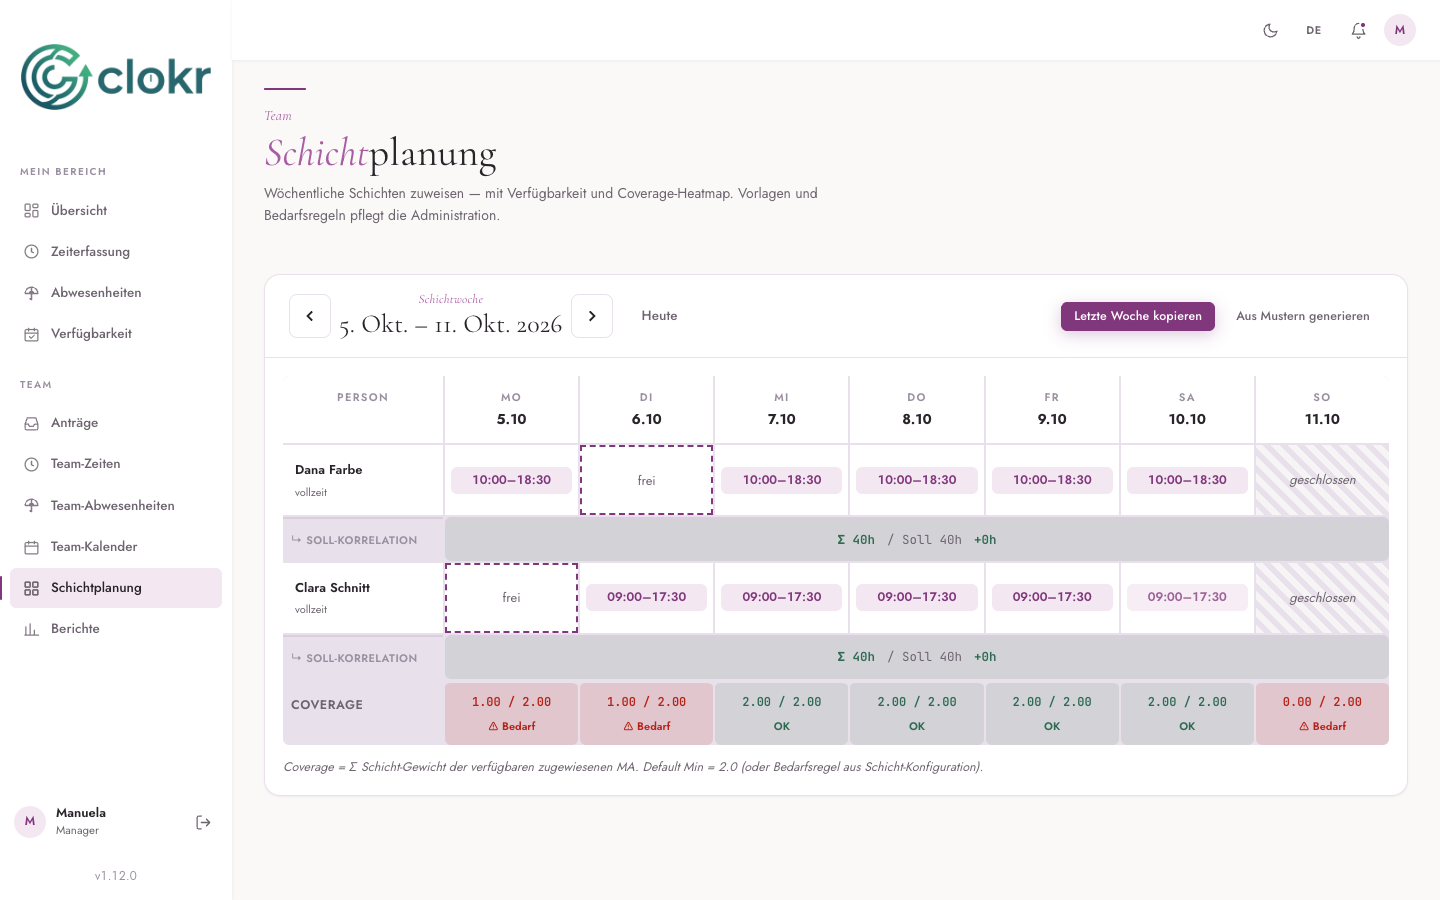 clokr
DE
M
MEIN BEREICH
Übersicht
Zeiterfassung
Abwesenheiten
Verfügbarkeit
TEAM
Anträge
Team-Zeiten
Team-Abwesenheiten
Team-Kalender
Schichtplanung
Berichte
M
Manuela
Manager
v1.12.0
Team
Schichtplanung
Wöchentliche Schichten zuweisen — mit Verfügbarkeit und Coverage-Heatmap. Vorlagen und
Bedarfsregeln pflegt die Administration.
Schichtwoche
5. Okt. – 11. Okt. 2026
Heute
Letzte Woche kopieren
Aus Mustern generieren
PERSON MO DI MI DO FR SA SO
5.10 6.10 7.10 8.10 9.10 10.10 11.10
Dana Farbe
vollzeit
10:00–18:30 frei 10:00–18:30 10:00–18:30 10:00–18:30 10:00–18:30 geschlossen
↳ SOLL-KORRELATION Σ 40h / Soll 40h +0h
Clara Schnitt
vollzeit
frei 09:00–17:30 09:00–17:30 09:00–17:30 09:00–17:30 09:00–17:30 geschlossen
↳ SOLL-KORRELATION Σ 40h / Soll 40h +0h
COVERAGE
1.00 / 2.00 1.00 / 2.00 2.00 / 2.00 2.00 / 2.00 2.00 / 2.00 2.00 / 2.00 0.00 / 2.00
⚠ Bedarf ⚠ Bedarf OK OK OK OK ⚠ Bedarf
Coverage = Σ Schicht-Gewicht der verfügbaren zugewiesenen MA. Default Min = 2.0 (oder Bedarfsregel aus Schicht-Konfiguration).